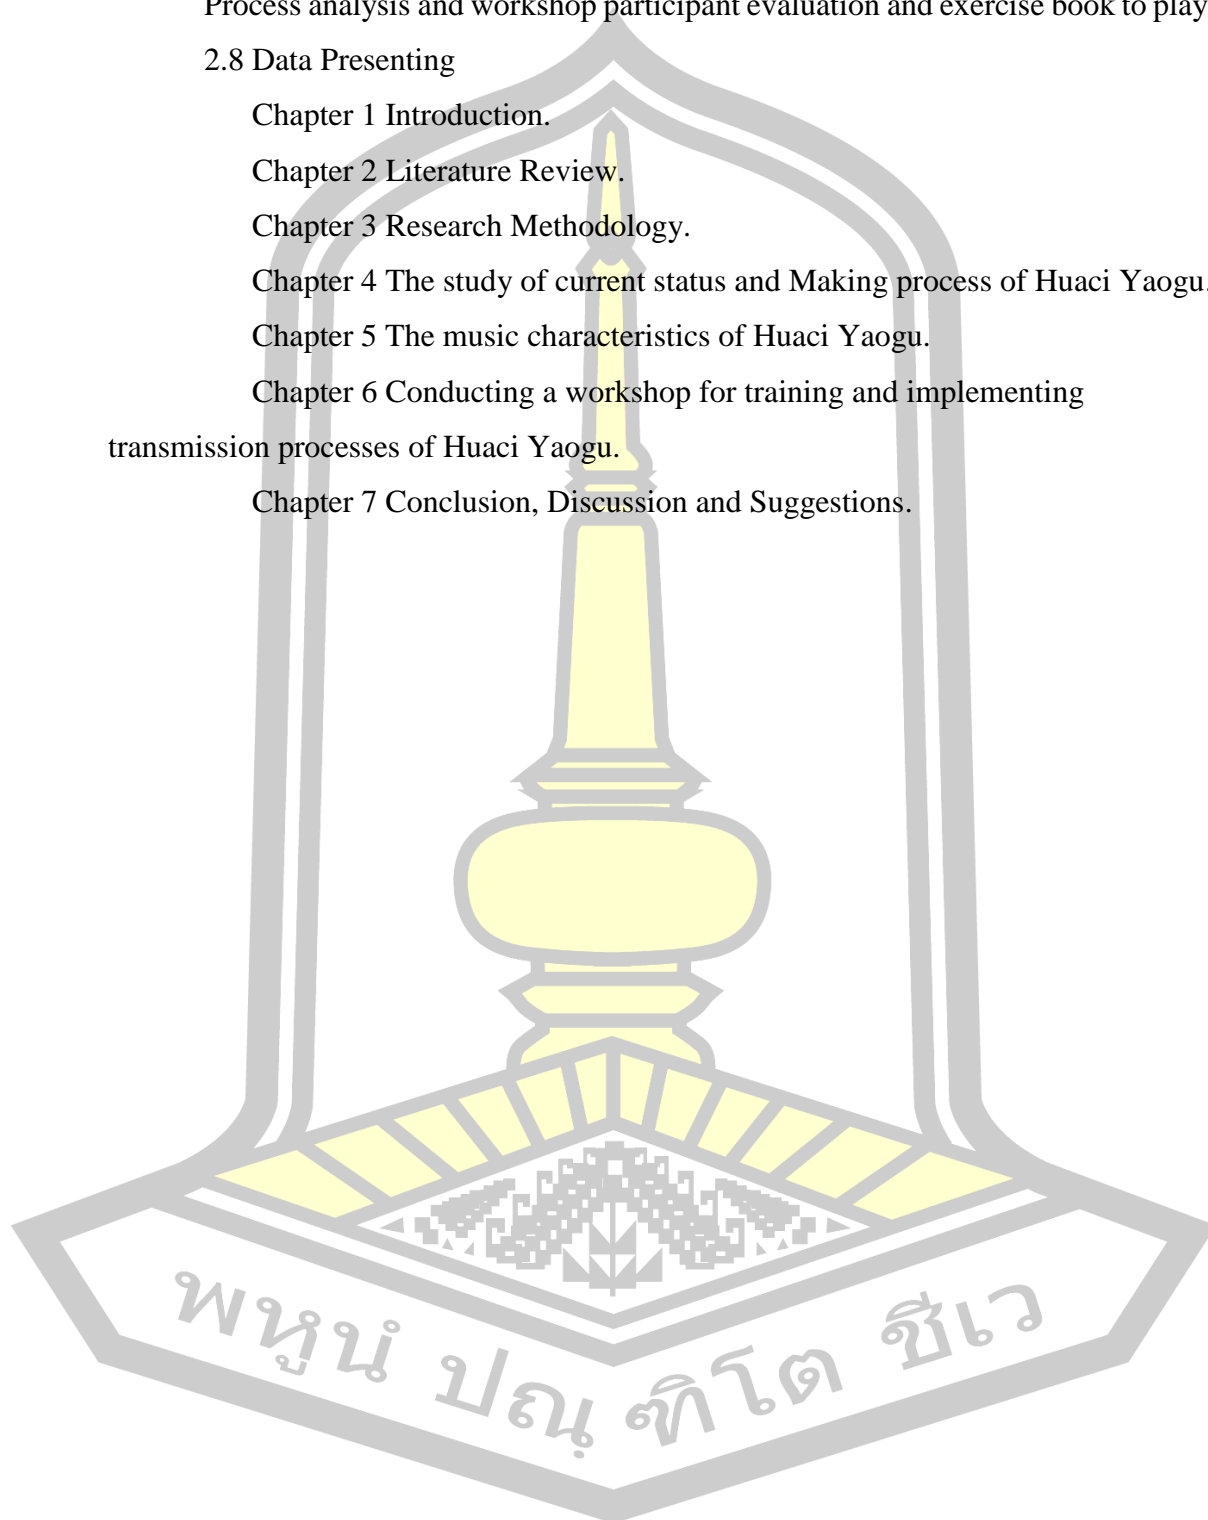 Process analysis and workshop participant evaluation and exercise book to play
2.8 Data Presenting
Chapter 1 Introduction.
Chapter 2 Literature Review.
Chapter 3 Research Methodology.
Chapter 4 The study of current status and Making process of Huaci Yaogu.
Chapter 5 The music characteristics of Huaci Yaogu.
Chapter 6 Conducting a workshop for training and implementing
transmission processes of Huaci Yaogu.
Chapter 7 Conclusion, Discussion and Suggestions.
พหูนํ ปณฺฑิโต ชีเว